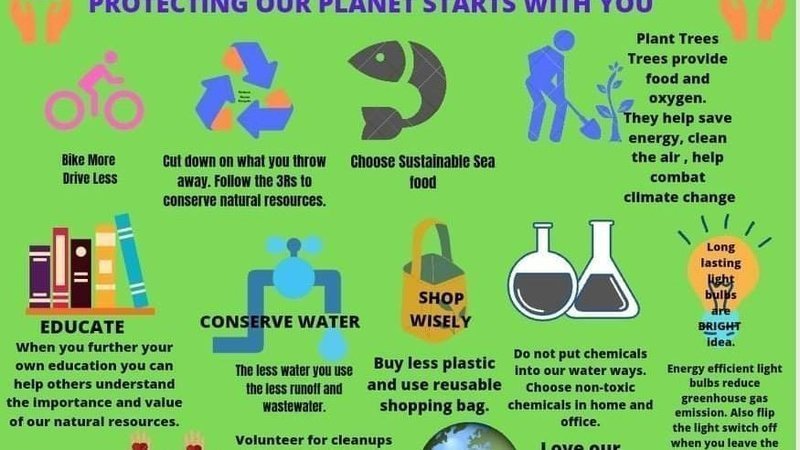 PROTECTING OUR PLANET STARTS WITH YOU
Bike More
Drive Less
Cut down on what you throw
away. Follow the 3Rs to
conserve natural resources.
Choose Sustainable Sea
food
Plant Trees
Trees provide
food and
oxygen.
They help save
energy, clean
the air , help
combat
climate change
EDUCATE
When you further your
own education you can
help others understand
the importance and value
of our natural resources.
CONSERVE WATER
The less water you use
the less runoff and
wastewater.
SHOP
WISELY
Buy less plastic
and use reusable
shopping bag.
Do not put chemicals
into our water ways.
Choose non-toxic
chemicals in home and
office.
Long
lasting
light
bulbs
are
BRIGHT
idea.
Energy efficient light
bulbs reduce
greenhouse gas
emission. Also flip
the light switch off
when you leave the
Volunteer for cleanups
Love our